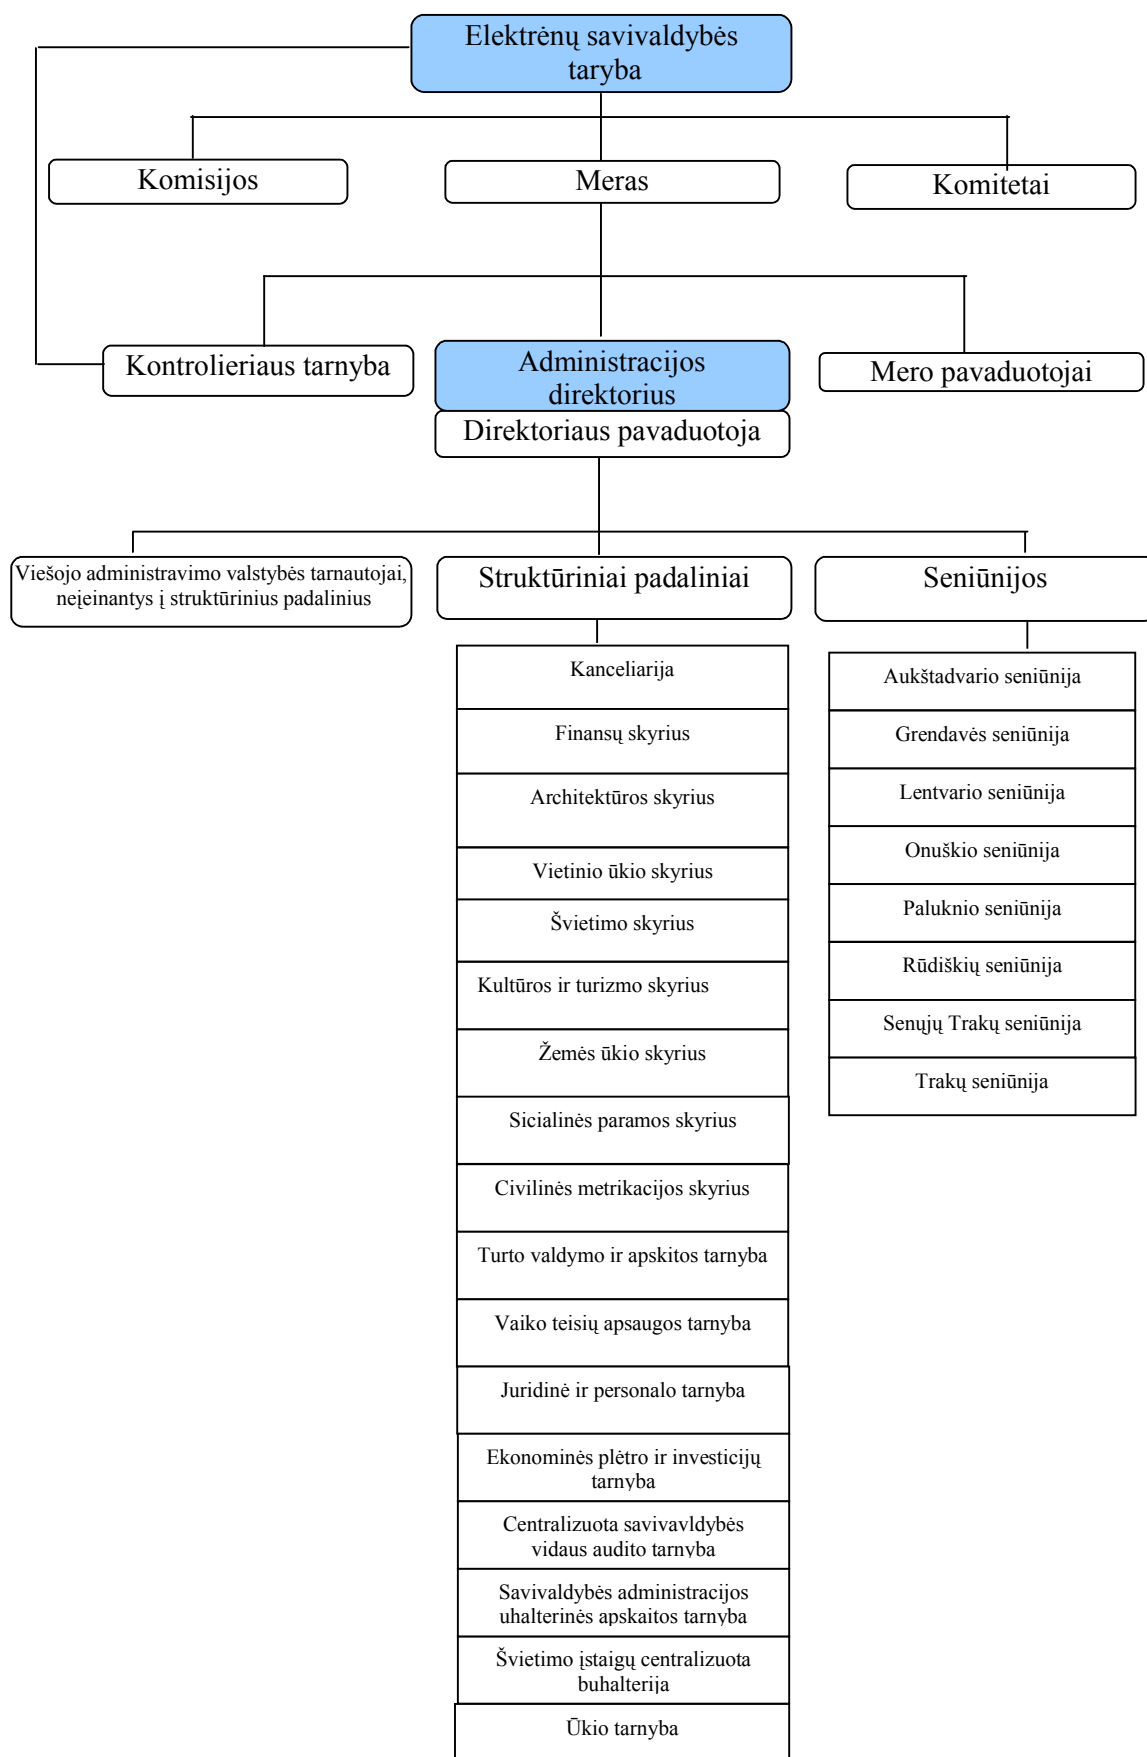 Elektrėnų savivaldybės
taryba
Komisijos
Meras
Komitetai
Kontrolieriaus tarnyba
Administracijos
direktorius
Mero pavaduotojai
Direktoriaus pavaduotoja
Viešojo administravimo valstybės tarnautojai,
neįeinantys į struktūrinius padalinius
Struktūriniai padaliniai
Seniūnijos
Kanceliarija
Finansų skyrius
Architektūros skyrius
Vietinio ūkio skyrius
Švietimo skyrius
Kultūros ir turizmo skyrius
Žemės ūkio skyrius
Sicialinės paramos skyrius
Civilinės metrikacijos skyrius
Turto valdymo ir apskitos tarnyba
Vaiko teisių apsaugos tarnyba
Juridinė ir personalo tarnyba
Ekonominės plėtro ir investicijų
tarnyba
Centralizuota savivavldybės
vidaus audito tarnyba
Savivaldybės administracijos
uhalterinės apskaitos tarnyba
Švietimo įstaigų centralizuota
buhalterija
Ūkio tarnyba
Aukštadvario seniūnija
Grendavės seniūnija
Lentvario seniūnija
Onuškio seniūnija
Paluknio seniūnija
Rūdiškių seniūnija
Senųjų Trakų seniūnija
Trakų seniūnija